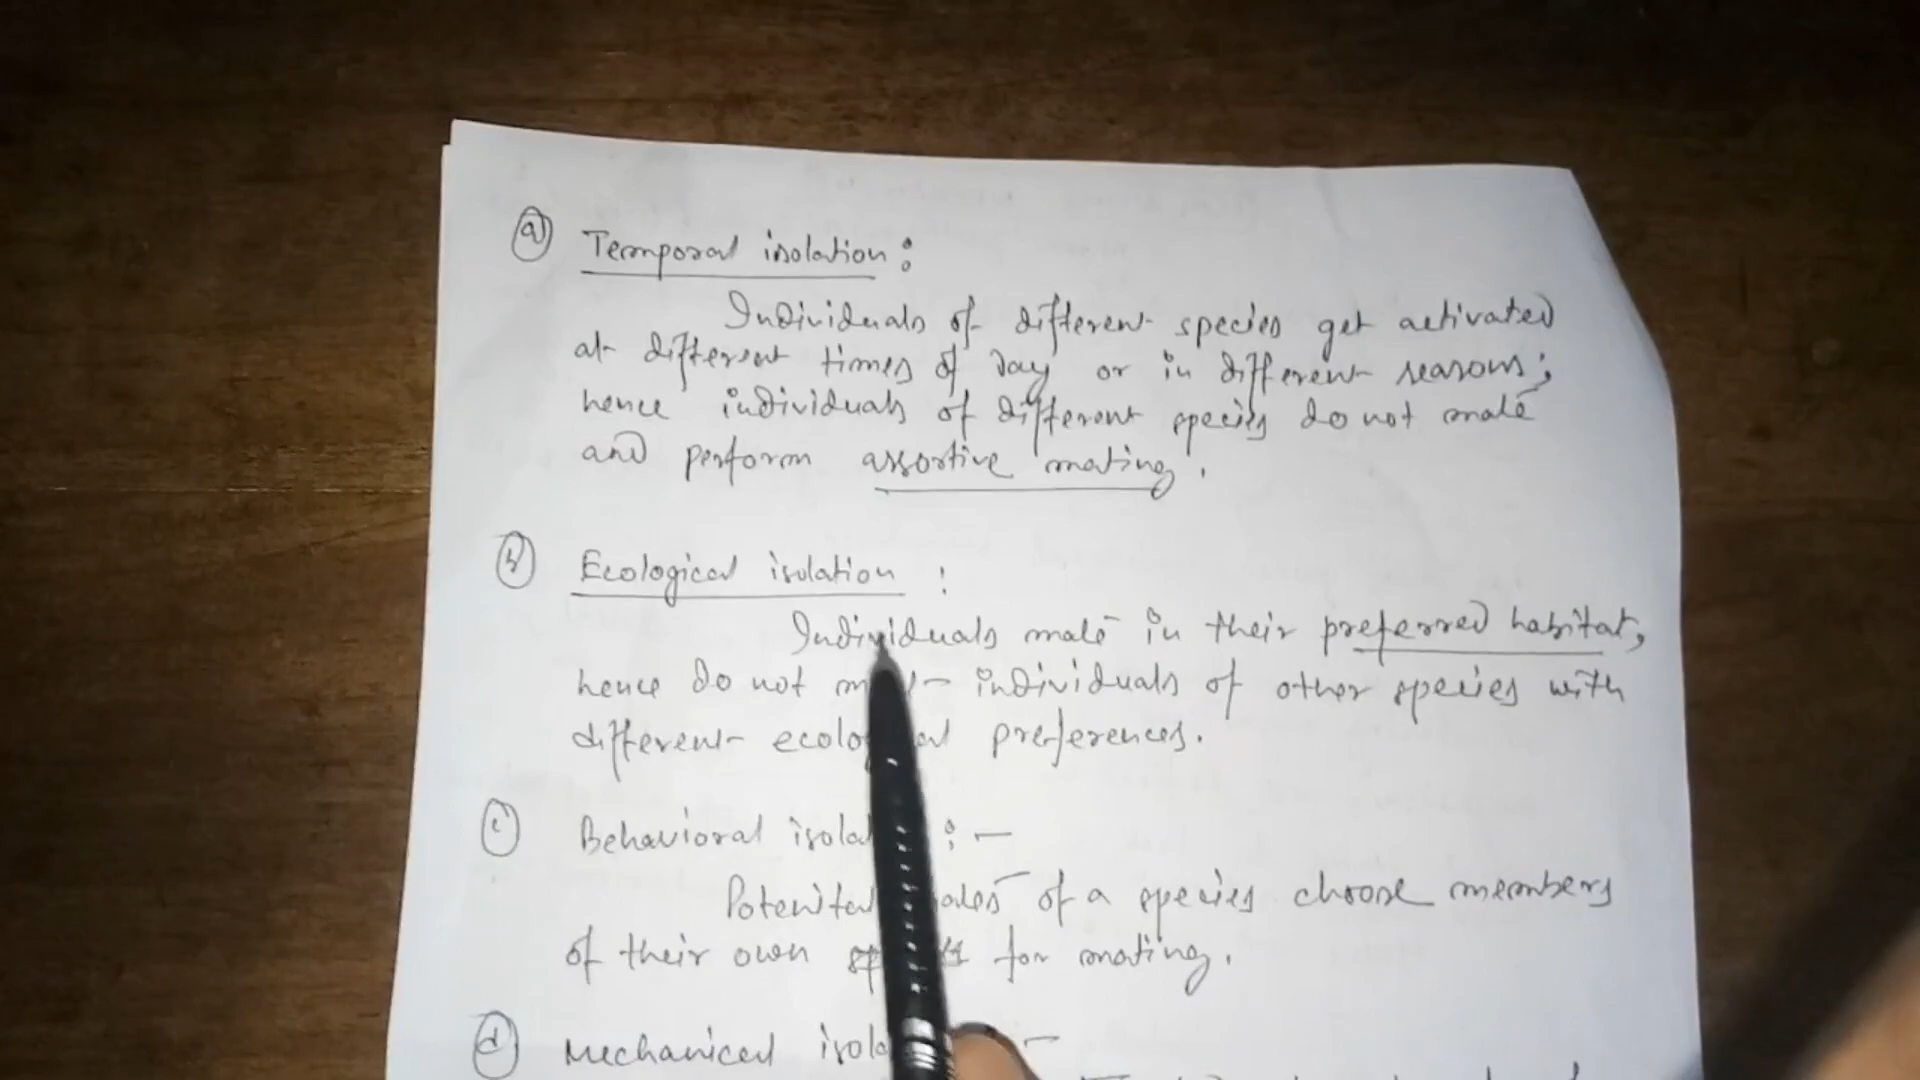 a Temporal isolation :
Individuals of different species get activated
at different times of day or in different seasons;
hence individuals of different species do not mate
and perform assortive mating.
b Ecological isolation :
Individuals mate in their preferred habitat,
hence do not individuals of other species with
different preferences.
c Behavioral : —
of a species choose members
of their own for mating.
d Mechanical —